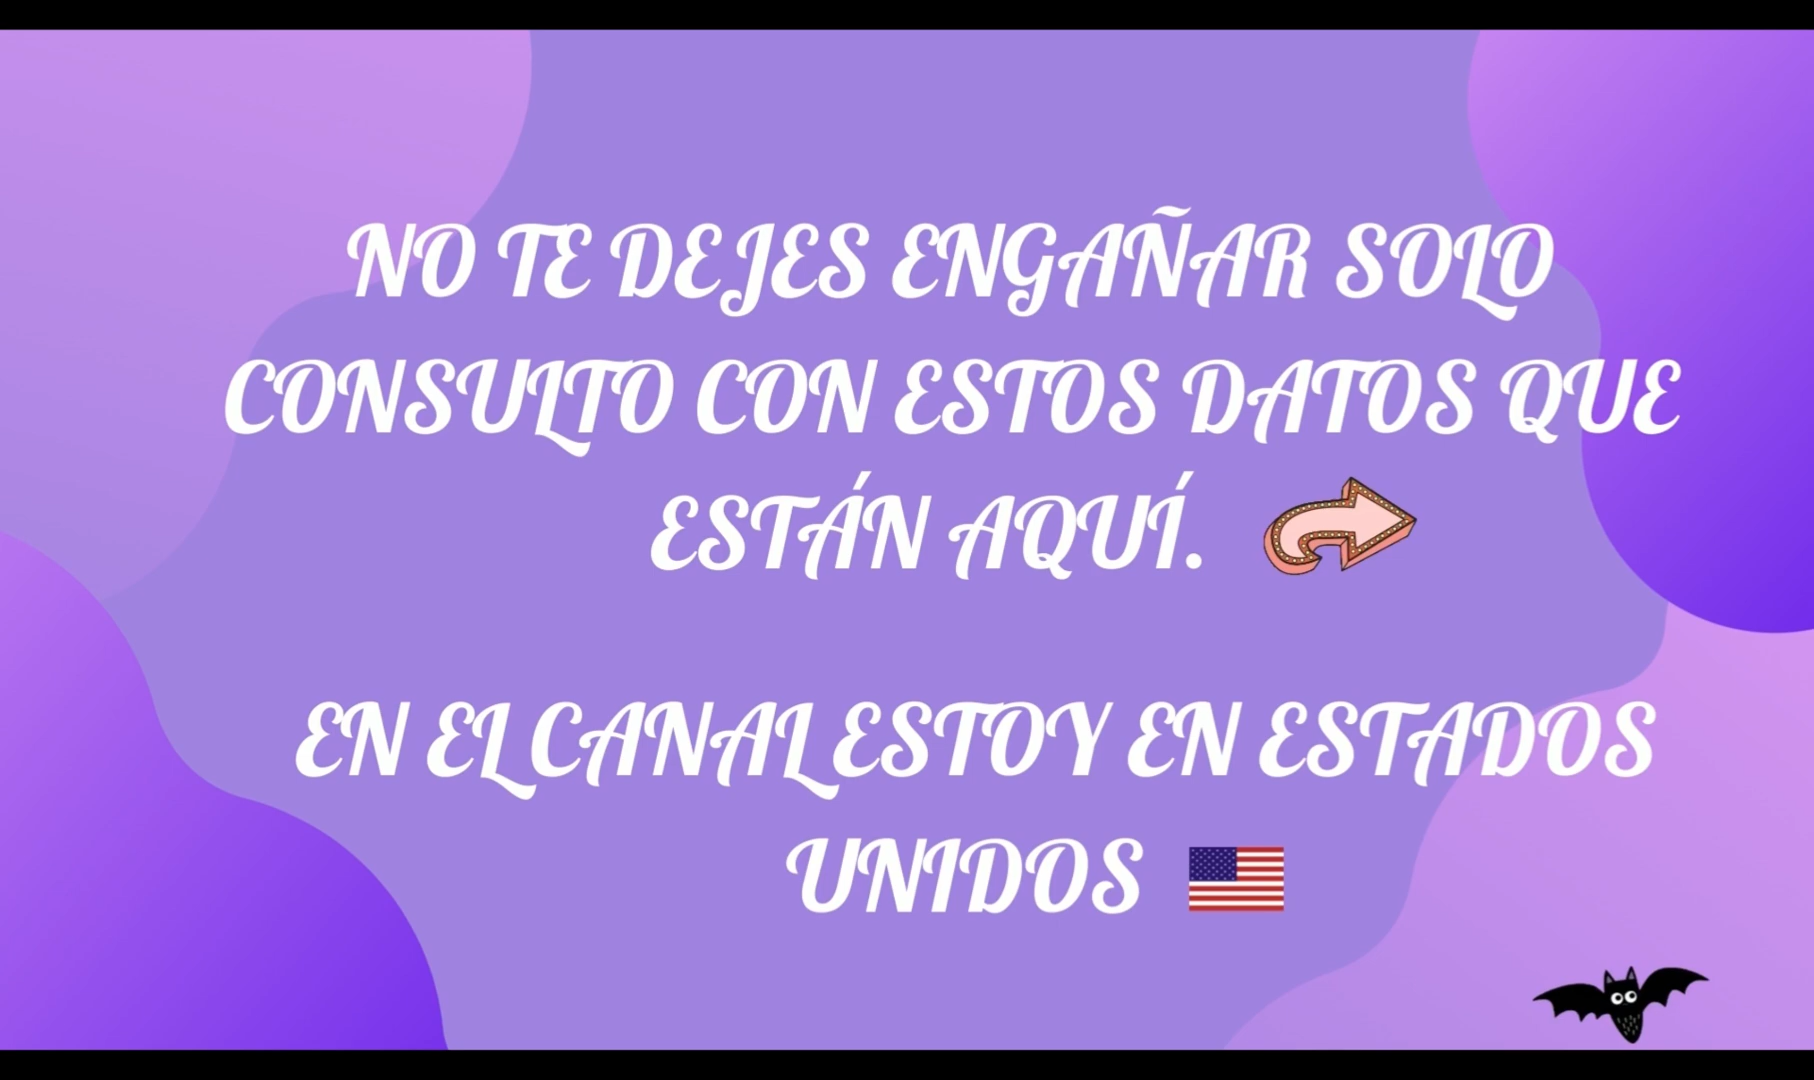 NO TE DEJES ENGAÑAR SOLO
CONSULTO CON ESTOS DATOS QUE
ESTÁN AQUÍ.
EN EL CANAL ESTOY EN ESTADOS
UNIDOS